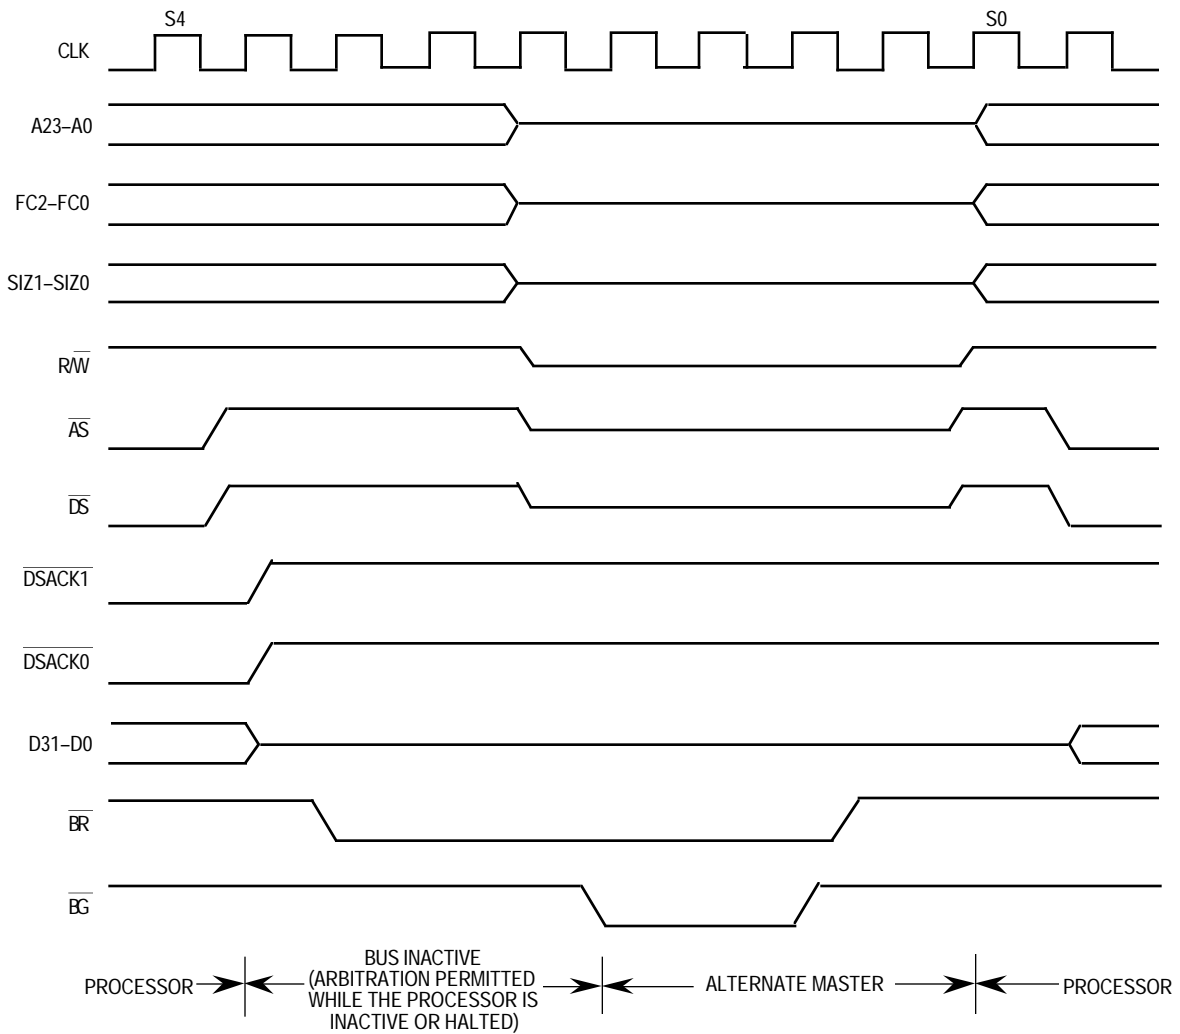 S4 S0
CLK
A23–A0
FC2–FC0
SIZ1–SIZ0
R/W
AS
DS
DSACK1
DSACK0
D31–D0
BR
BG
PROCESSOR
BUS INACTIVE
(ARBITRATION PERMITTED
WHILE THE PROCESSOR IS
INACTIVE OR HALTED)
ALTERNATE MASTER
PROCESSOR